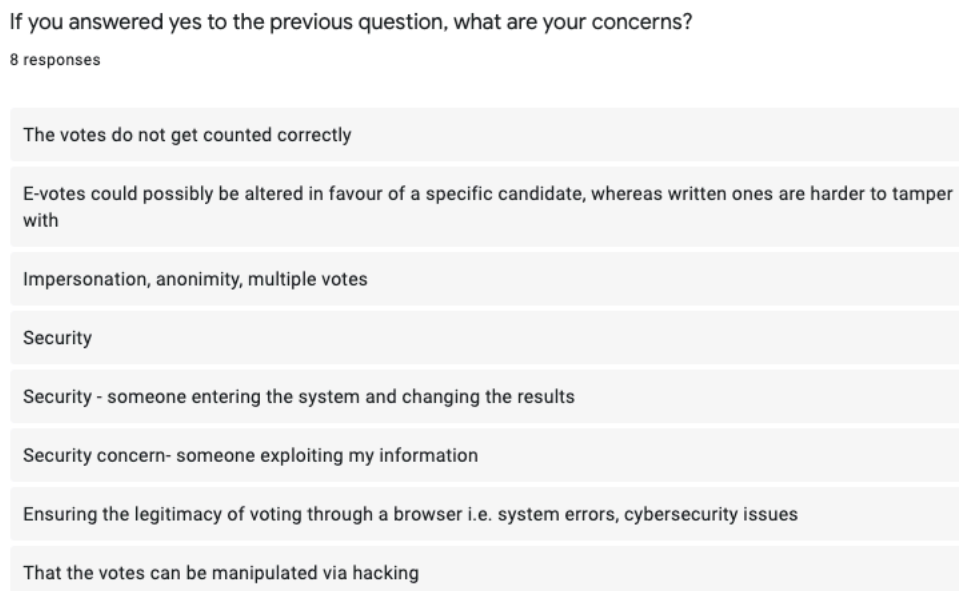 If you answered yes to the previous question, what are your concerns?
8 responses
The votes do not get counted correctly
E-votes could possibly be altered in favour of a specific candidate, whereas written ones are harder to tamper
with
Impersonation, anonimity, multiple votes
Security
Security - someone entering the system and changing the results
Security concern- someone exploiting my information
Ensuring the legitimacy of voting through a browser i.e. system errors, cybersecurity issues
That the votes can be manipulated via hacking